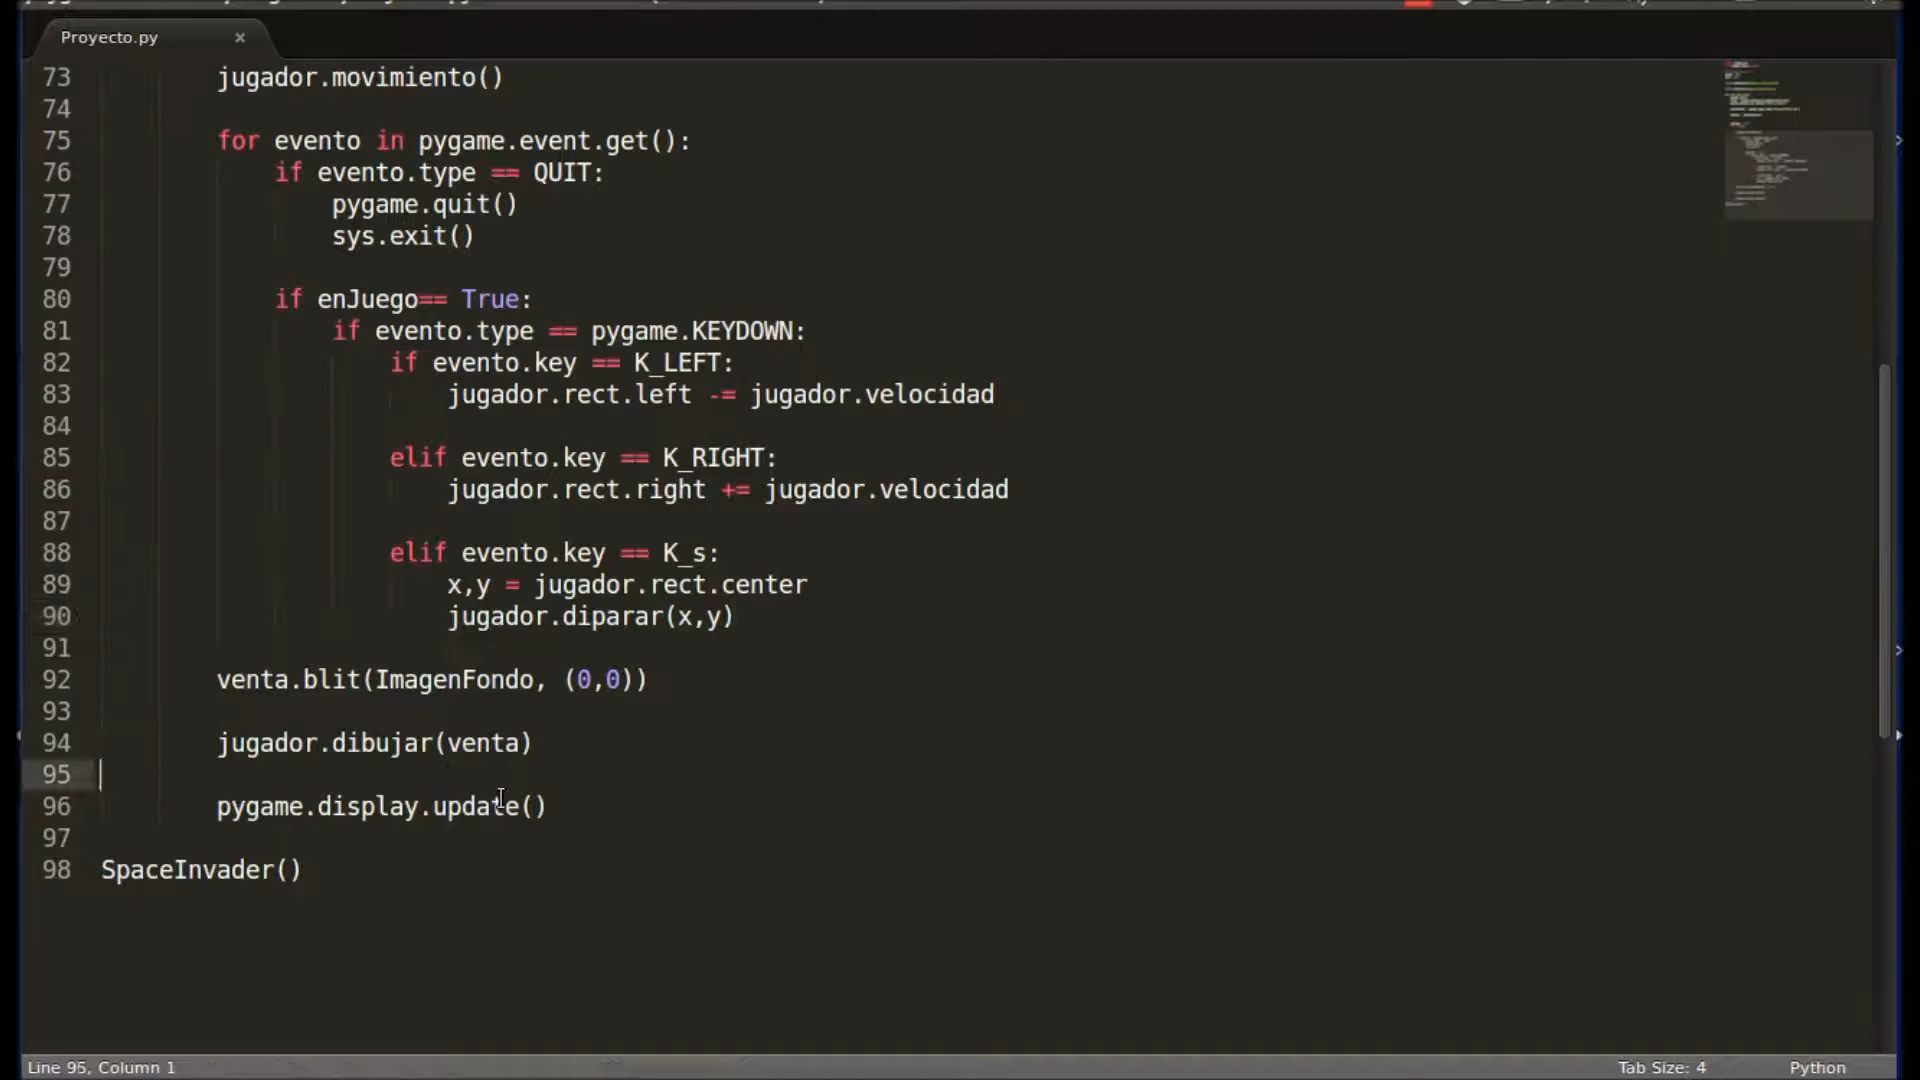 Proyecto.py ×
73 jugador.movimiento()
74
75 for evento in pygame.event.get():
76 if evento.type == QUIT:
77 pygame.quit()
78 sys.exit()
79
80 if enJuego== True:
81 if evento.type == pygame.KEYDOWN:
82 if evento.key == K_LEFT:
83 jugador.rect.left -= jugador.velocidad
84
85 elif evento.key == K_RIGHT:
86 jugador.rect.right += jugador.velocidad
87
88 elif evento.key == K_s:
89 x,y = jugador.rect.center
90 jugador.diparar(x,y)
91
92 venta.blit(ImagenFondo, (0,0))
93
94 jugador.dibujar(venta)
95
96 pygame.display.update()
97
98 SpaceInvader()
Line 95, Column 1 Tab Size: 4 Python